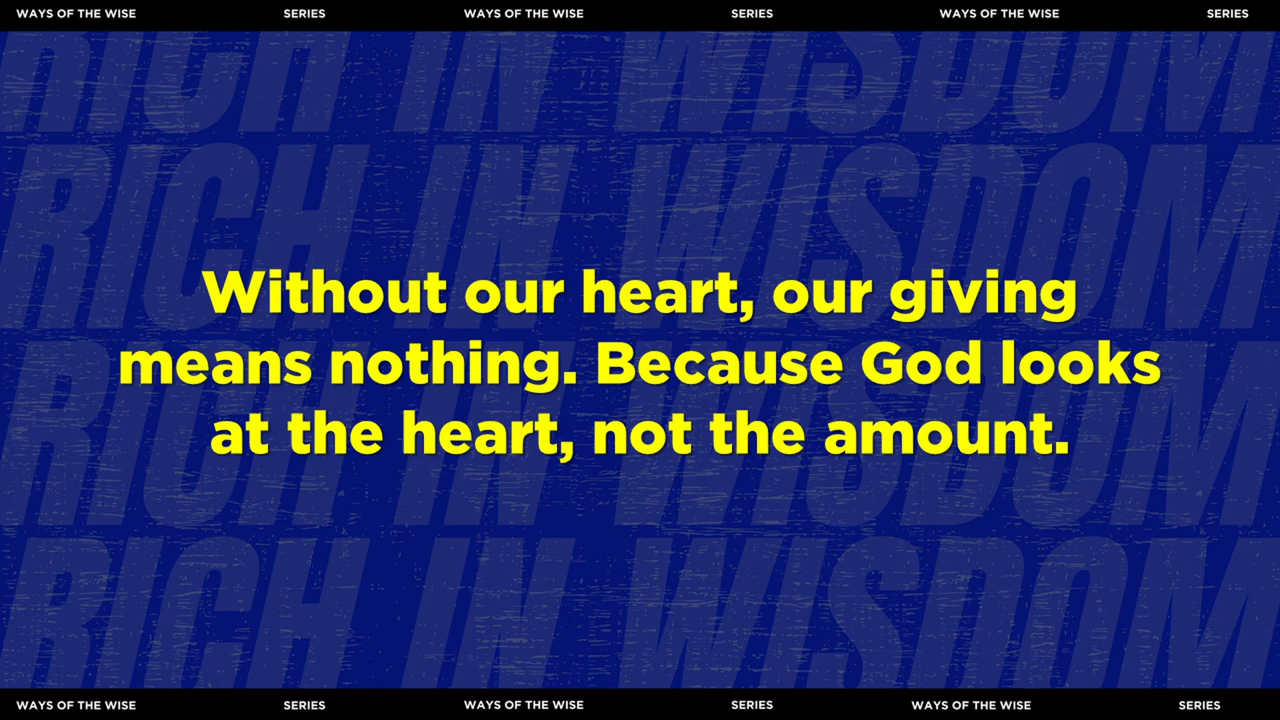 WAYS OF THE WISE SERIES WAYS OF THE WISE SERIES WAYS OF THE WISE SERIES
RICH IN WISDOM
RICH IN WISDOM
Without our heart, our giving
means nothing. Because God looks
at the heart, not the amount.
RICH IN WISDOM
RICH IN WISDOM
WAYS OF THE WISE SERIES WAYS OF THE WISE SERIES WAYS OF THE WISE SERIES